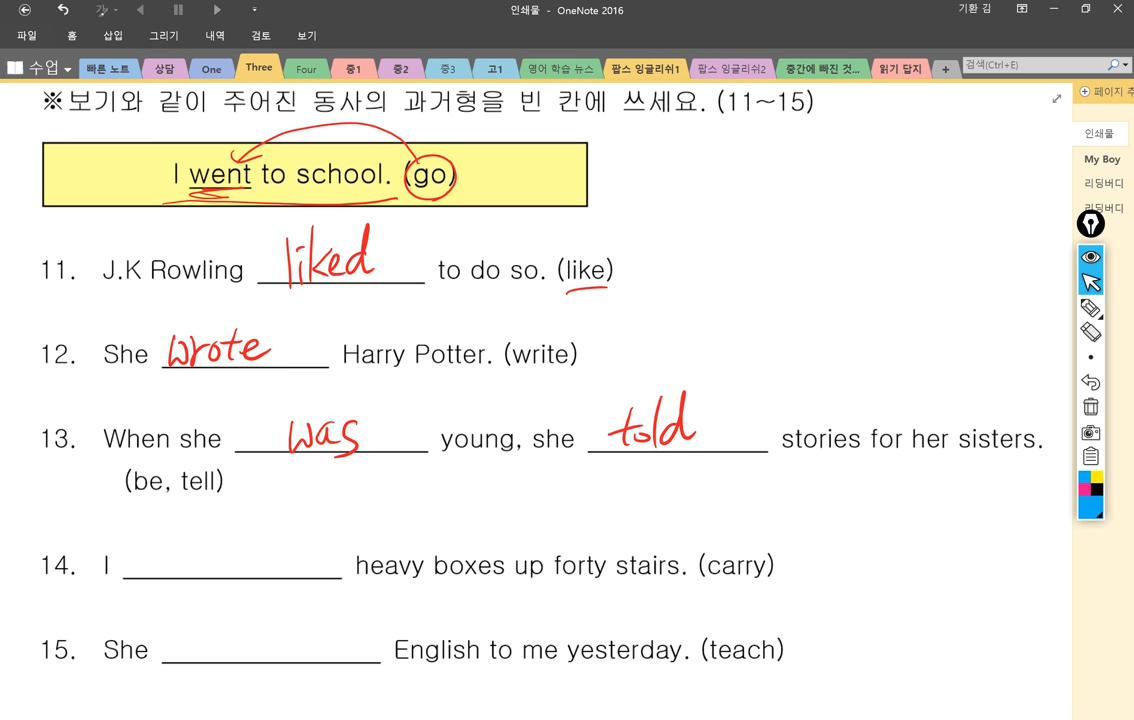 인쇄물 - OneNote 2016
기환 김
파일 홈 삽입 그리기 내역 검토 보기
수업 빠른 노트 상담 One Three Four 중1 중2 중3 고1 영어 학습 뉴스 팝스 잉글리쉬1 팝스 잉글리쉬2 중간에 빠진 것... 읽기 답지 + 검색(Ctrl+E)
페이지 추
인쇄물
My Boy
리딩버디
리딩버디
※보기와 같이 주어진 동사의 과거형을 빈 칸에 쓰세요. (11~15)
I went to school. (go)
11. J.K Rowling liked to do so. (like)
12. She wrote Harry Potter. (write)
13. When she was young, she told stories for her sisters.
(be, tell)
14. I ____________ heavy boxes up forty stairs. (carry)
15. She ____________ English to me yesterday. (teach)